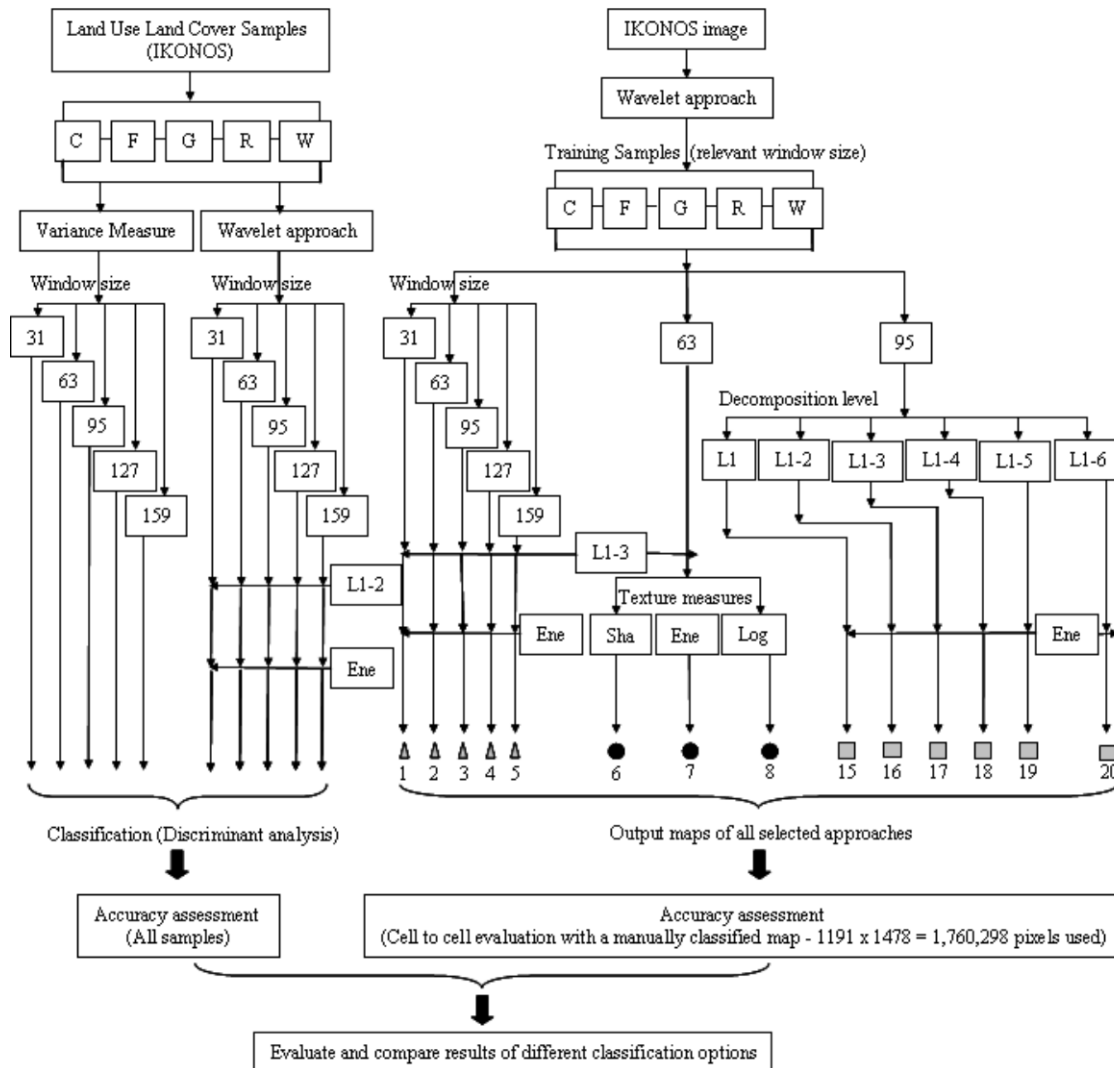 Land Use Land Cover Samples
(IKONOS)
IKONOS image
Wavelet approach
Training Samples (relevant window size)
C F G R W
C F G R W
Variance Measure
Wavelet approach
Window size
Window size
Window size
31
63
95
127
159
31
63
95
127
159
31
63
95
127
159
63
95
Decomposition level
L1 L1-2 L1-3 L1-4 L1-5 L1-6
L1-3
L1-2
Texture measures
Ene
Sha Ene Log
Ene
Ene
1 2 3 4 5 6 7 8 15 16 17 18 19 20
Classification (Discriminant analysis)
Output maps of all selected approaches
Accuracy assessment
(All samples)
Accuracy assessment
(Cell to cell evaluation with a manually classified map - 1191 x 1478 = 1,760,298 pixels used)
Evaluate and compare results of different classification options